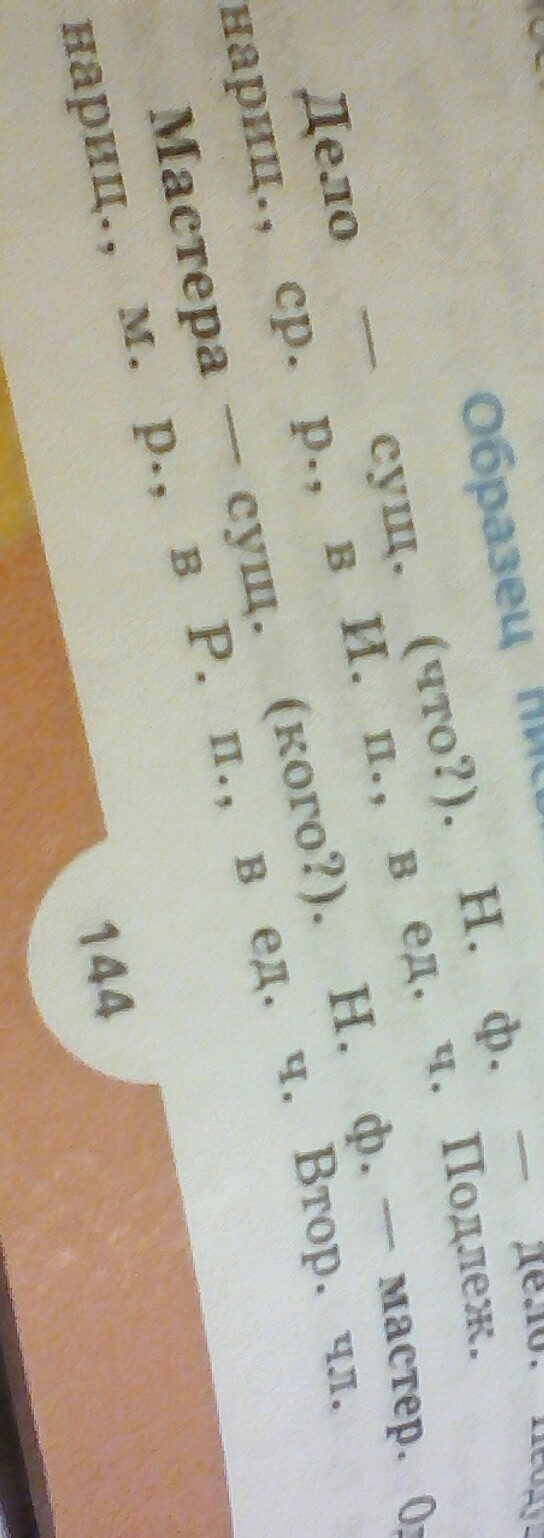 Образец
Дело — сущ. (что?). Н. ф. — дело.
нариц., ср. р., в И. п., в ед. ч. Подлеж.
Мастера — сущ. (кого?). Н. ф. — мастер.
нариц., м. р., в Р. п., в ед. ч. Втор. чл.
144